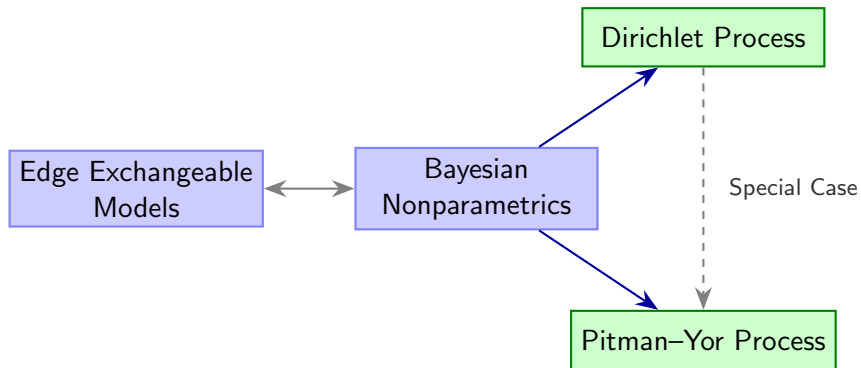 Dirichlet Process
Edge Exchangeable
Models
Bayesian
Nonparametrics
Special Case
Pitman–Yor Process